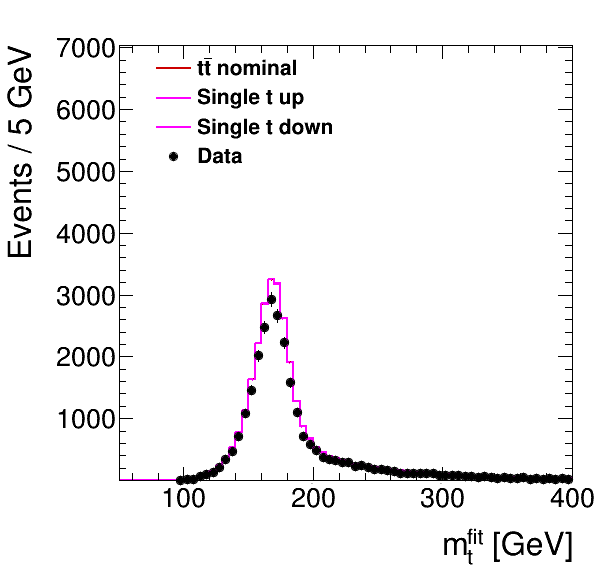 tt̄ nominal
Single t up
Single t down
Data
Events / 5 GeV
7000
6000
5000
4000
3000
2000
1000
100
200
300
400
m_t^fit [GeV]